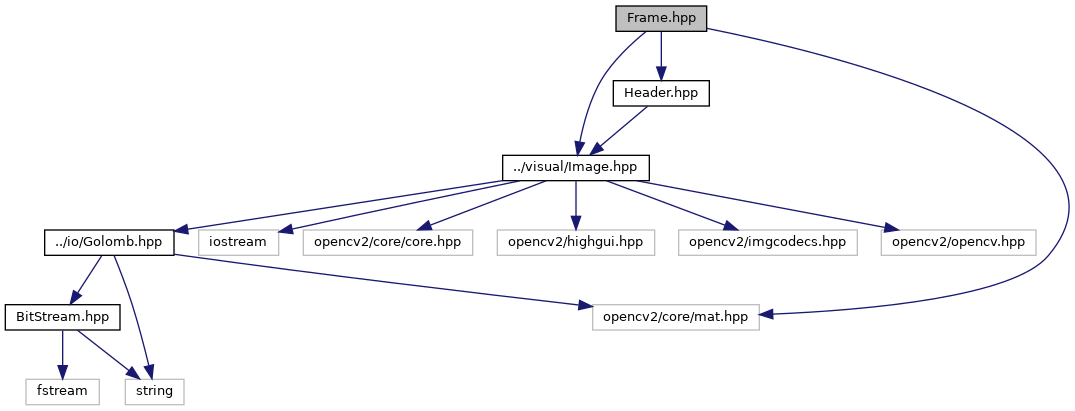 Frame.hpp
Header.hpp
../visual/Image.hpp
../io/Golomb.hpp
iostream
opencv2/core/core.hpp
opencv2/highgui.hpp
opencv2/imgcodecs.hpp
opencv2/opencv.hpp
BitStream.hpp
opencv2/core/mat.hpp
fstream
string